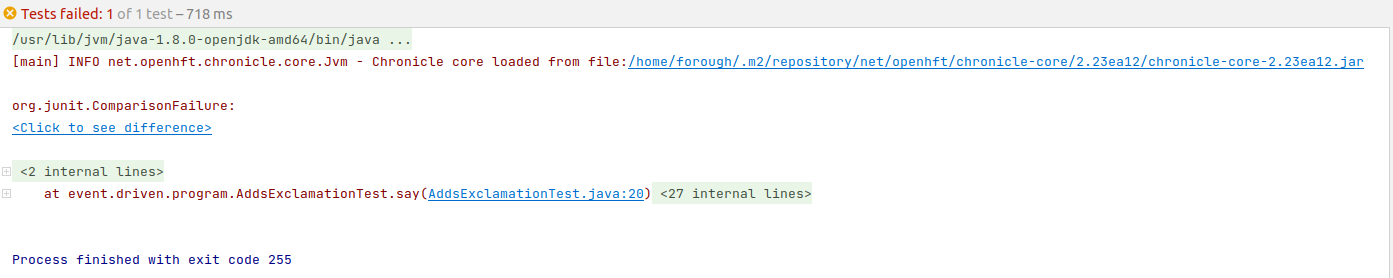 Tests failed: 1 of 1 test – 718 ms
/usr/lib/jvm/java-1.8.0-openjdk-amd64/bin/java ...
[main] INFO net.openhft.chronicle.core.Jvm - Chronicle core loaded from file:/home/forough/.m2/repository/net/openhft/chronicle-core/2.23ea12/chronicle-core-2.23ea12.jar
org.junit.ComparisonFailure:
<Click to see difference>
<2 internal lines>
at event.driven.program.AddsExclamationTest.say(AddsExclamationTest.java:20) <27 internal lines>
Process finished with exit code 255